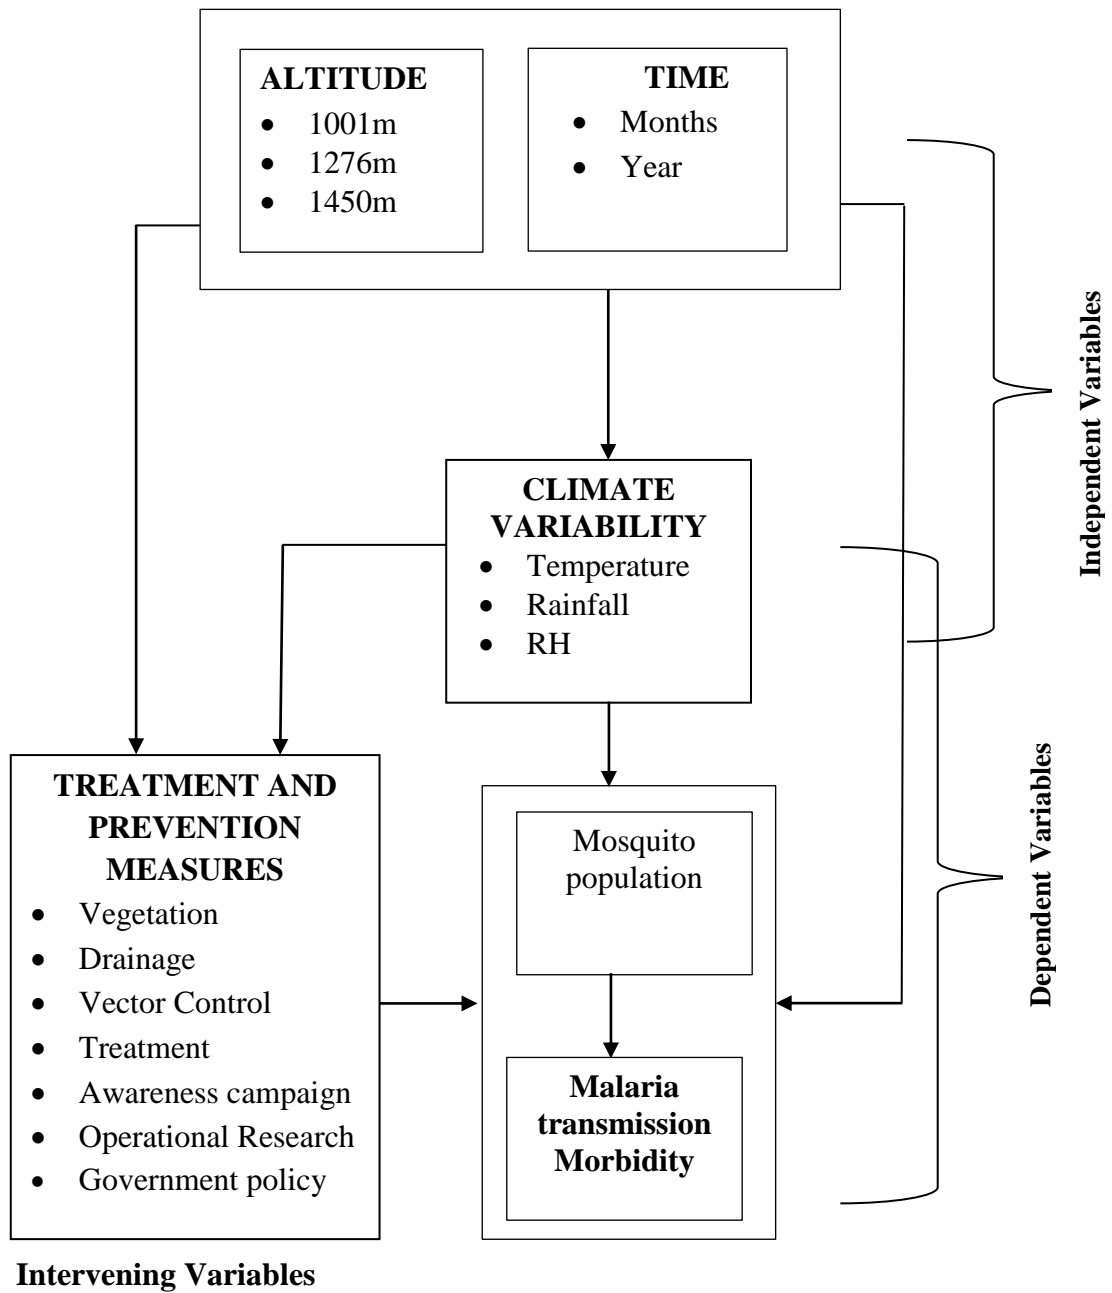 ALTITUDE
• 1001m
• 1276m
• 1450m
TIME
• Months
• Year
Independent Variables
CLIMATE
VARIABILITY
• Temperature
• Rainfall
• RH
TREATMENT AND
PREVENTION
MEASURES
• Vegetation
• Drainage
• Vector Control
• Treatment
• Awareness campaign
• Operational Research
• Government policy
Mosquito
population
Malaria
transmission
Morbidity
Dependent Variables
Intervening Variables